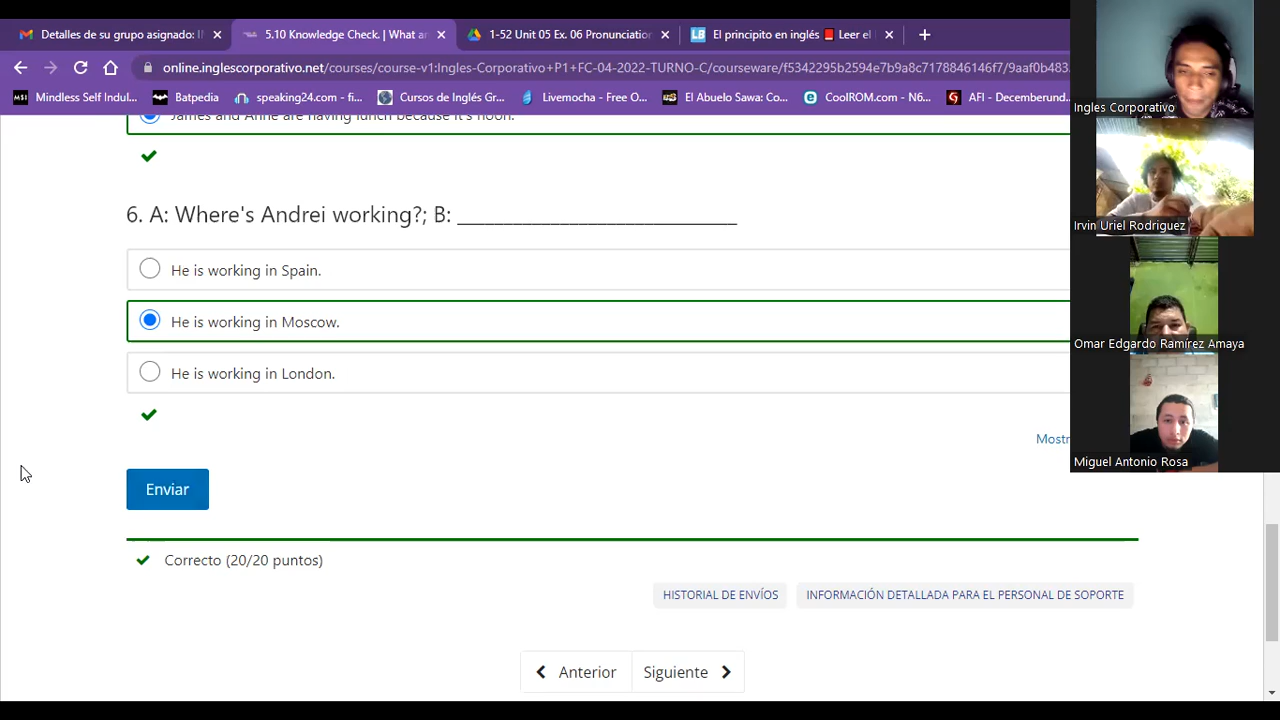 Detalles de su grupo asignado: I
5.10 Knowledge Check. | What an
1-52 Unit 05 Ex. 06 Pronunciation
El principito en inglés 📕 Leer el
online.inglescorporativo.net/courses/course-v1:Ingles-Corporativo+P1+FC-04-2022-TURNO-C/courseware/f5342295b2594e7b9a8c7178846146f7/9aaf0b483
Mindless Self Indul...
Batpedia
speaking24.com - fi...
Cursos de Inglés Gr...
Livemocha - Free O...
El Abuelo Sawa: Co...
CoolROM.com - N6...
AFI - Decemberund...
Ingles Corporativo
James and Anne are having lunch because it's noon.
6. A: Where's Andrei working?; B: ____________________________
Irvin Uriel Rodriguez
He is working in Spain.
He is working in Moscow.
Omar Edgardo Ramírez Amaya
He is working in London.
Mostr
Miguel Antonio Rosa
Enviar
Correcto (20/20 puntos)
HISTORIAL DE ENVÍOS
INFORMACIÓN DETALLADA PARA EL PERSONAL DE SOPORTE
Anterior
Siguiente